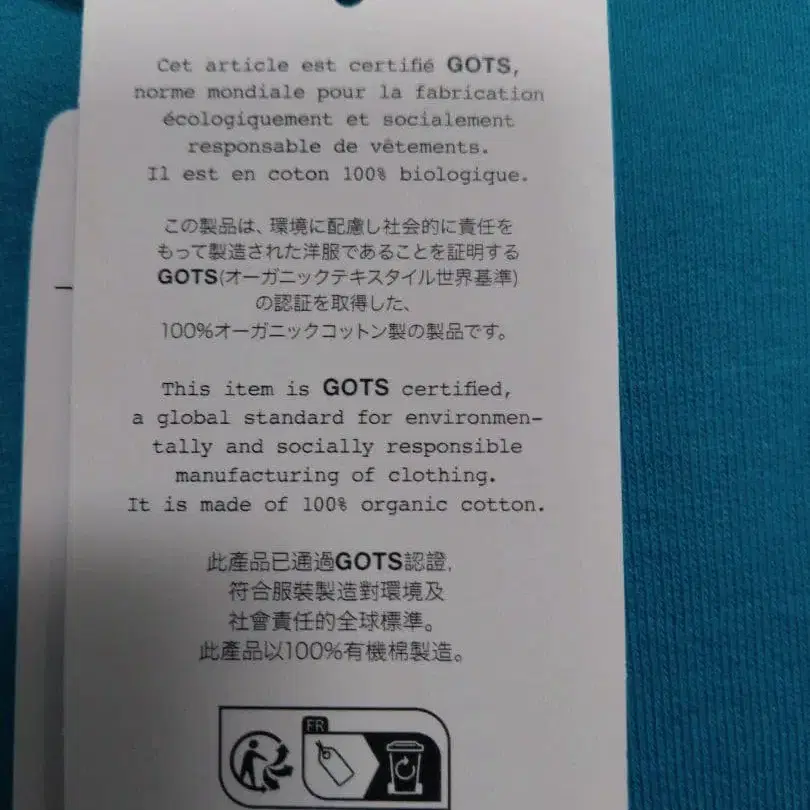 Cet article est certifié GOTS,
norme mondiale pour la fabrication
écologiquement et socialement
responsable de vêtements.
Il est en coton 100% biologique.
この製品は、環境に配慮し社会的に責任を
もって製造された洋服であることを証明する
GOTS(オーガニックテキスタイル世界基準)
の認証を取得した、
100%オーガニックコットン製の製品です。
This item is GOTS certified,
a global standard for environmen-
tally and socially responsible
manufacturing of clothing.
It is made of 100% organic cotton.
此產品已通過GOTS認證,
符合服裝製造對環境及
社會責任的全球標準。
此產品以100%有機棉製造。
FR